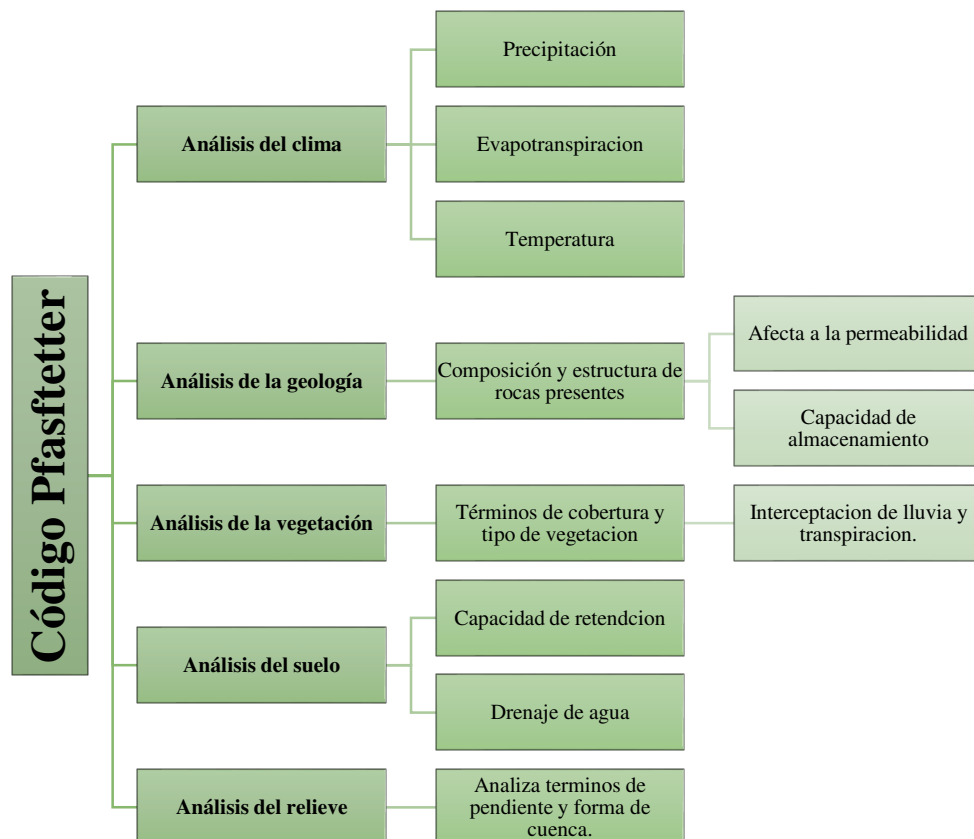 Código Pfasftetter
Análisis del clima
Precipitación
Evapotranspiracion
Temperatura
Análisis de la geología
Composición y estructura de
rocas presentes
Afecta a la permeabilidad
Capacidad de
almacenamiento
Análisis de la vegetación
Términos de cobertura y
tipo de vegetacion
Interceptacion de lluvia y
transpiracion.
Análisis del suelo
Capacidad de retendcion
Drenaje de agua
Análisis del relieve
Analiza terminos de
pendiente y forma de
cuenca.